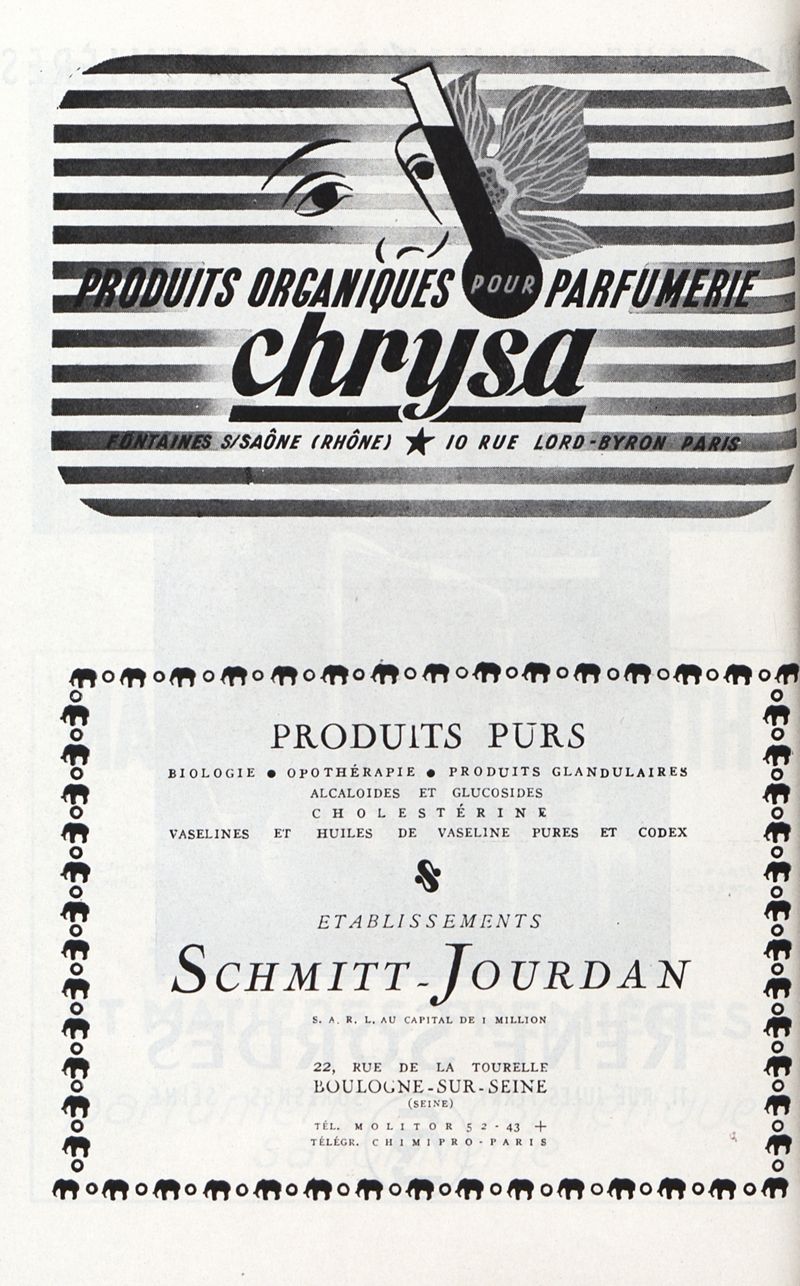 PRODUITS ORGANIQUES POUR PARFUMERIE
chrysa
FONTAINES S/SAÔNE (RHÔNE) ★ 10 RUE LORD-BYRON PARIS
PRODUITS PURS
BIOLOGIE • OPOTHÉRAPIE • PRODUITS GLANDULAIRES
ALCALOIDES ET GLUCOSIDES
CHOLESTÉRINE
VASELINES ET HUILES DE VASELINE PURES ET CODEX
ETABLISSEMENTS
SCHMITT-JOURDAN
S. A. R. L. AU CAPITAL DE 1 MILLION
22, RUE DE LA TOURELLE
BOULOGNE-SUR-SEINE
(SEINE)
TÉL. MOLITOR 52-43 +
TÉLÉGR. CHIMIPRO-PARIS